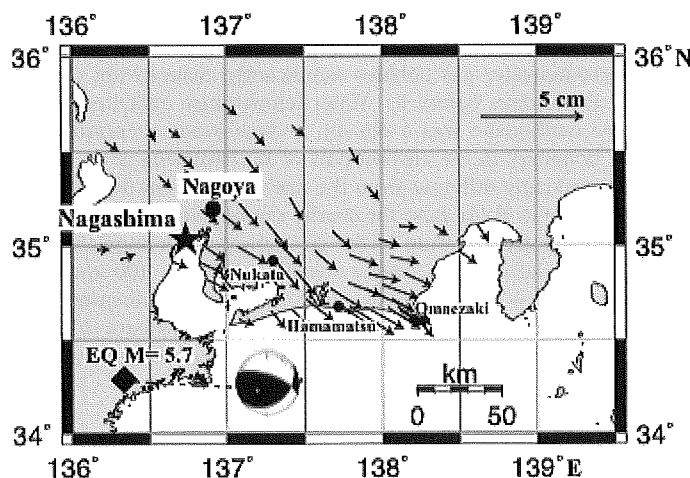 136° 137° 138° 139°
36° 36°N
5 cm
Nagoya
Nagashima
35° 35°
Nukata
Omaezaki
Hamamatsu
EQ M= 5.7
km
0 50
34° 34°
136° 137° 138° 139°E